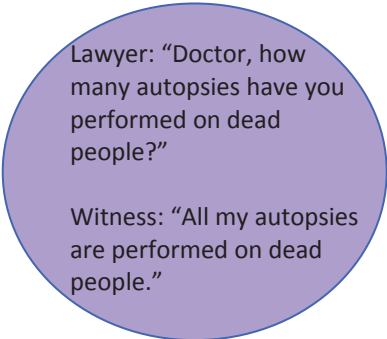 Lawyer: “Doctor, how
many autopsies have you
performed on dead
people?”
Witness: “All my autopsies
are performed on dead
people.”